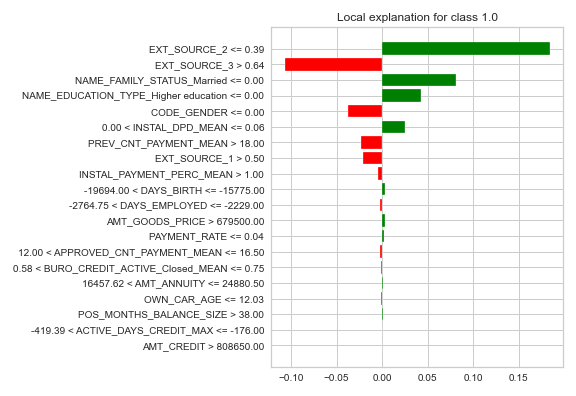 Local explanation for class 1.0
EXT_SOURCE_2 <= 0.39
EXT_SOURCE_3 > 0.64
NAME_FAMILY_STATUS_Married <= 0.00
NAME_EDUCATION_TYPE_Higher education <= 0.00
CODE_GENDER <= 0.00
0.00 < INSTAL_DPD_MEAN <= 0.06
PREV_CNT_PAYMENT_MEAN > 18.00
EXT_SOURCE_1 > 0.50
INSTAL_PAYMENT_PERC_MEAN > 1.00
-19694.00 < DAYS_BIRTH <= -15775.00
-2764.75 < DAYS_EMPLOYED <= -2229.00
AMT_GOODS_PRICE > 679500.00
PAYMENT_RATE <= 0.04
12.00 < APPROVED_CNT_PAYMENT_MEAN <= 16.50
0.58 < BURO_CREDIT_ACTIVE_Closed_MEAN <= 0.75
16457.62 < AMT_ANNUITY <= 24880.50
OWN_CAR_AGE <= 12.03
POS_MONTHS_BALANCE_SIZE > 38.00
-419.39 < ACTIVE_DAYS_CREDIT_MAX <= -176.00
AMT_CREDIT > 808650.00
−0.10 −0.05 0.00 0.05 0.10 0.15